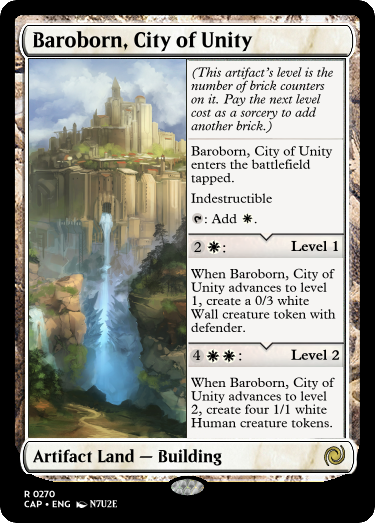 Baroborn, City of Unity
(This artifact's level is the
number of brick counters
on it. Pay the next level
cost as a sorcery to add
another brick.)
Baroborn, City of Unity
enters the battlefield
tapped.
Indestructible
: Add .
2 : Level 1
When Baroborn, City of
Unity advances to level
1, create a 0/3 white
Wall creature token with
defender.
4 : Level 2
When Baroborn, City of
Unity advances to level
2, create four 1/1 white
Human creature tokens.
Artifact Land — Building
R 0270
CAP • ENG N7U2E